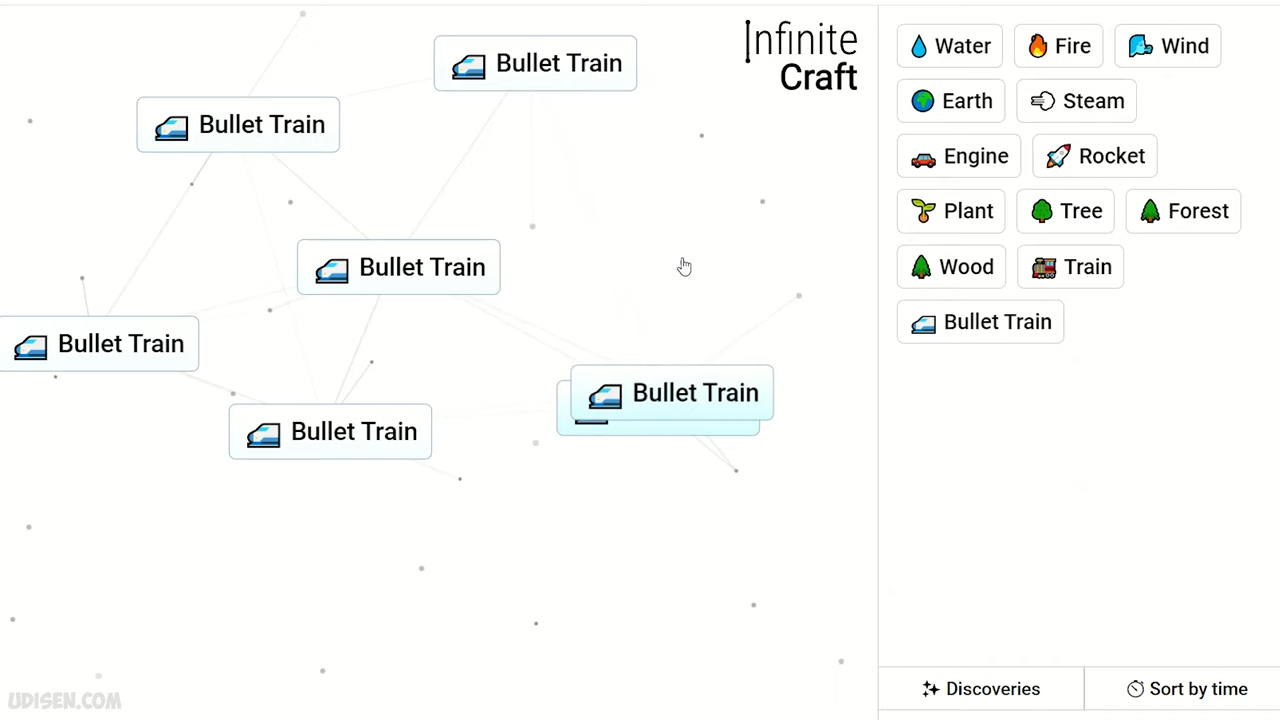 Infinite
Craft
Bullet Train
Bullet Train
Bullet Train
Bullet Train
Bullet Train
Bullet Train
Water
Fire
Wind
Earth
Steam
Engine
Rocket
Plant
Tree
Forest
Wood
Train
Bullet Train
Discoveries
Sort by time
UDISEN.COM